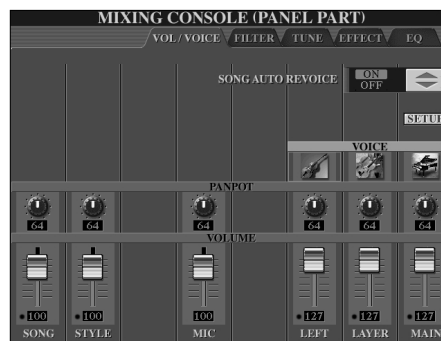 MIXING CONSOLE (PANEL PART)
VOL / VOICE FILTER TUNE EFFECT EQ
SONG AUTO REVOICE ON
OFF
SETUP
VOICE
PANPOT
64 64 64 64 64 64
VOLUME
100 100 100 127 127 127
SONG STYLE MIC LEFT LAYER MAIN